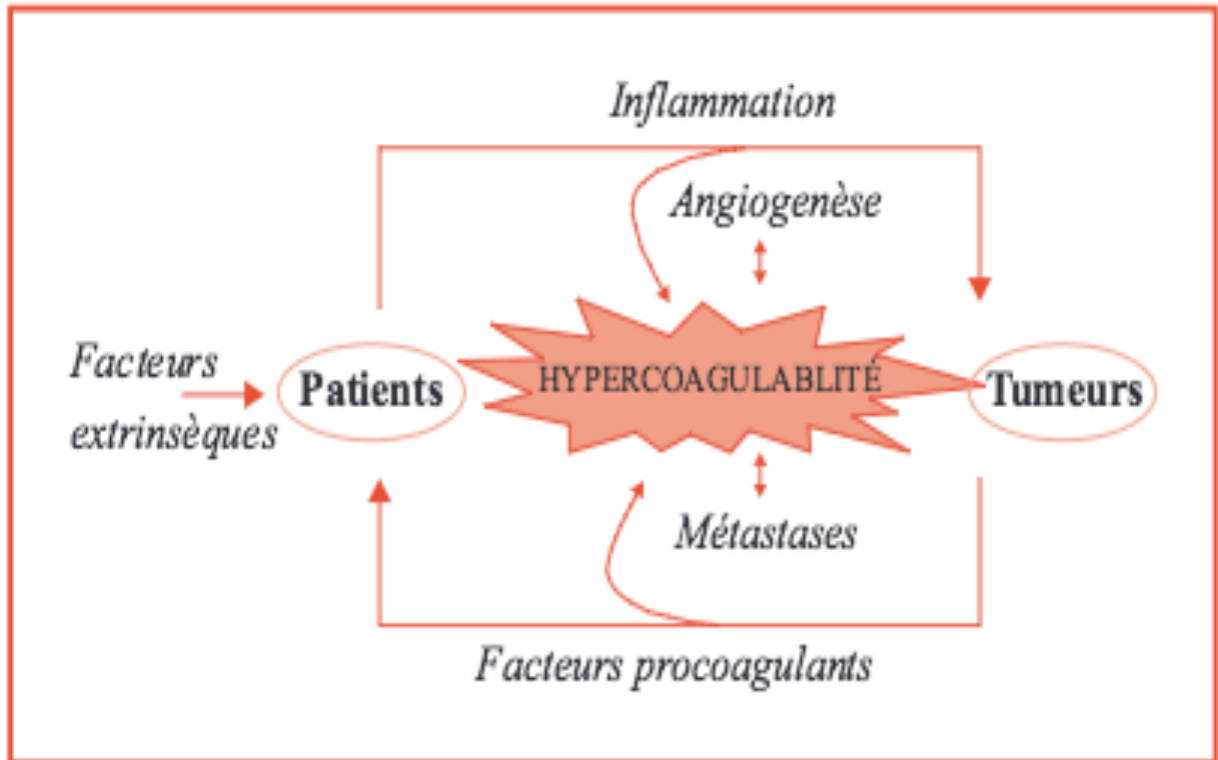 Inflammation
Angiogenèse
Facteurs
extrinsèques
Patients
HYPERCOAGULABLITÉ
Tumeurs
Métastases
Facteurs procoagulants